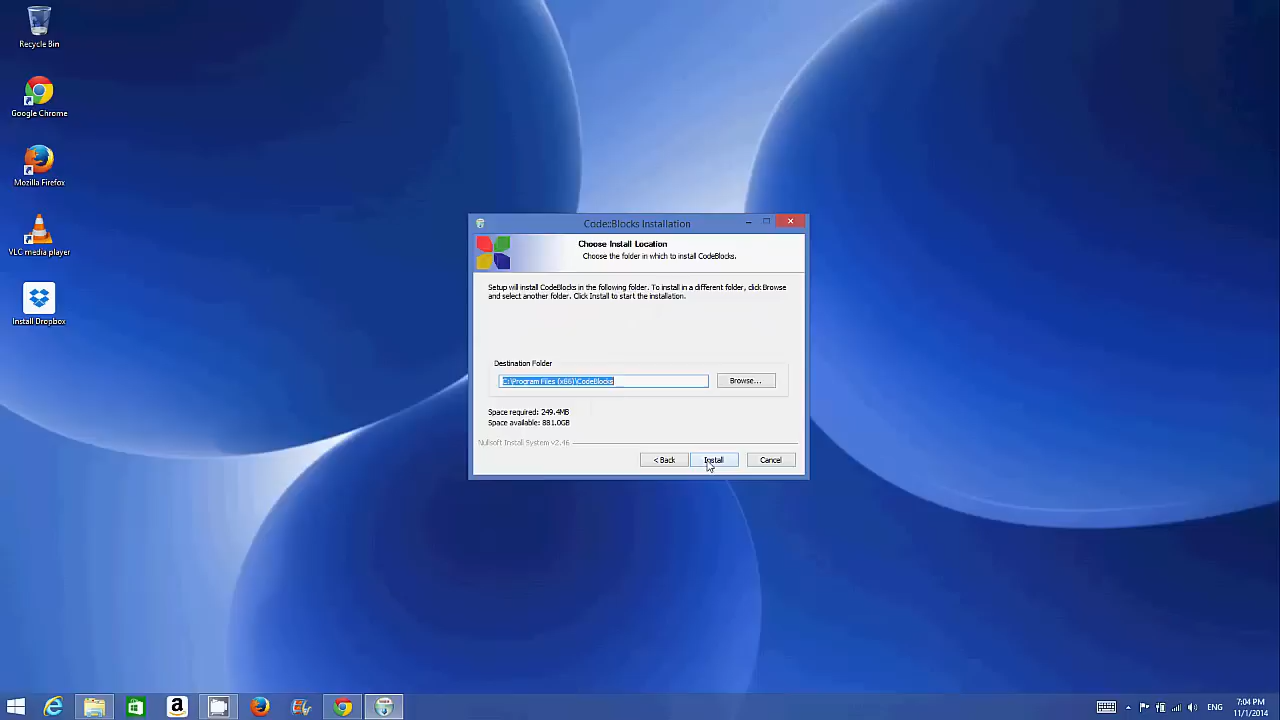 Recycle Bin
Google Chrome
Mozilla Firefox
VLC media player
Install Dropbox
Code::Blocks Installation
Choose Install Location
Choose the folder in which to install CodeBlocks.
Setup will install CodeBlocks in the following folder. To install in a different folder, click Browse
and select another folder. Click Install to start the installation.
Destination Folder
C:\Program Files (x86)\CodeBlocks
Browse...
Space required: 249.4MB
Space available: 881.0GB
Nullsoft Install System v2.46
< Back
Install
Cancel
ENG
7:04 PM
11/1/2014